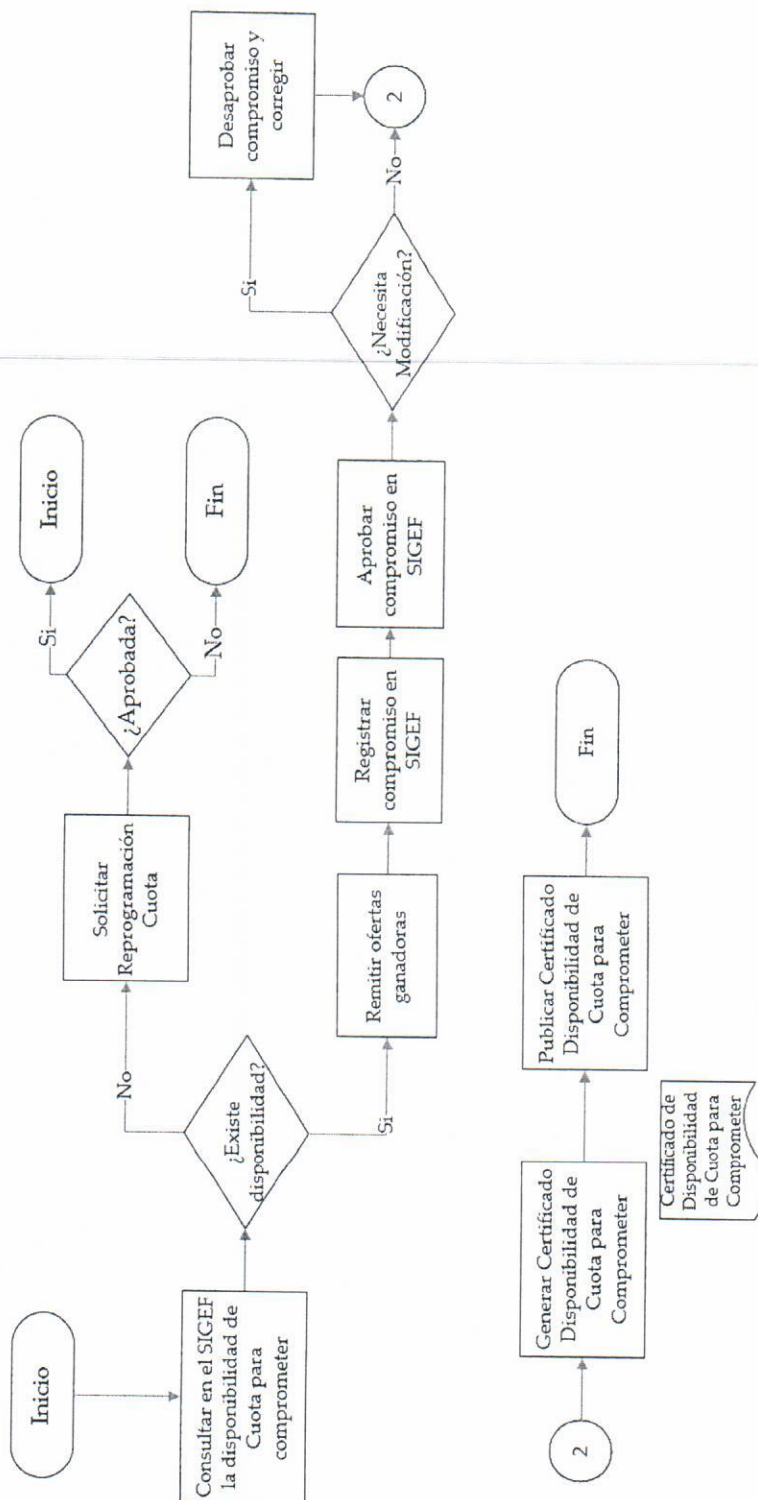 Inicio
Consultar en el SIGEF
la disponibilidad de
Cuota para
comprometer
¿Existe
disponibilidad?
No
Solicitar
Reprogramación
Cuota
¿Aprobada?
Si
Inicio
No
Fin
Si
Remitir ofertas
ganadoras
Registrar
compromiso en
SIGEF
Aprobar
compromiso en
SIGEF
¿Necesita
Modificación?
Si
Desaprobar
compromiso y
corregir
No
2
2
Generar Certificado
Disponibilidad de
Cuota para
Comprometer
Certificado de
Disponibilidad
de Cuota para
Comprometer
Publicar Certificado
Disponibilidad de
Cuota para
Comprometer
Fin